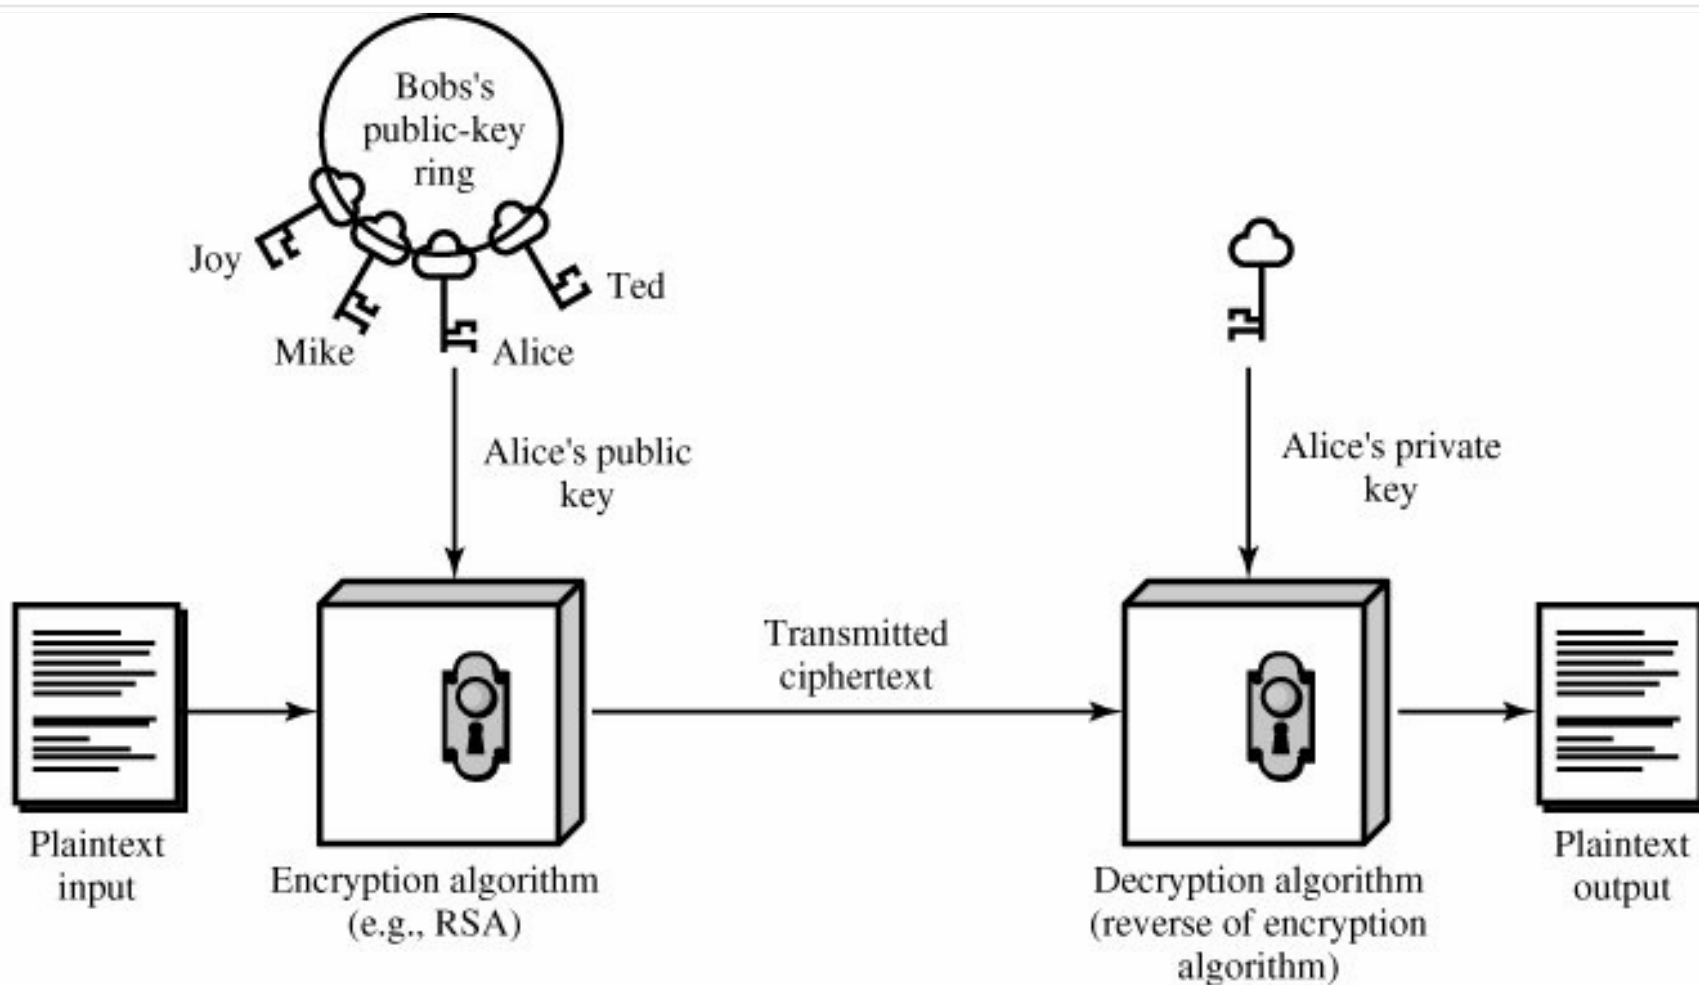 Bobs's
public-key
ring
Joy
Mike
Alice
Ted
Alice's public
key
Alice's private
key
Transmitted
ciphertext
Plaintext
input
Encryption algorithm
(e.g., RSA)
Decryption algorithm
(reverse of encryption
algorithm)
Plaintext
output